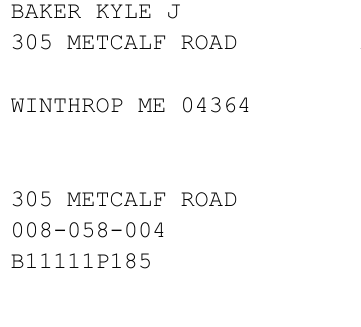 BAKER KYLE J
305 METCALF ROAD
WINTHROP ME 04364
305 METCALF ROAD
008-058-004
B11111P185